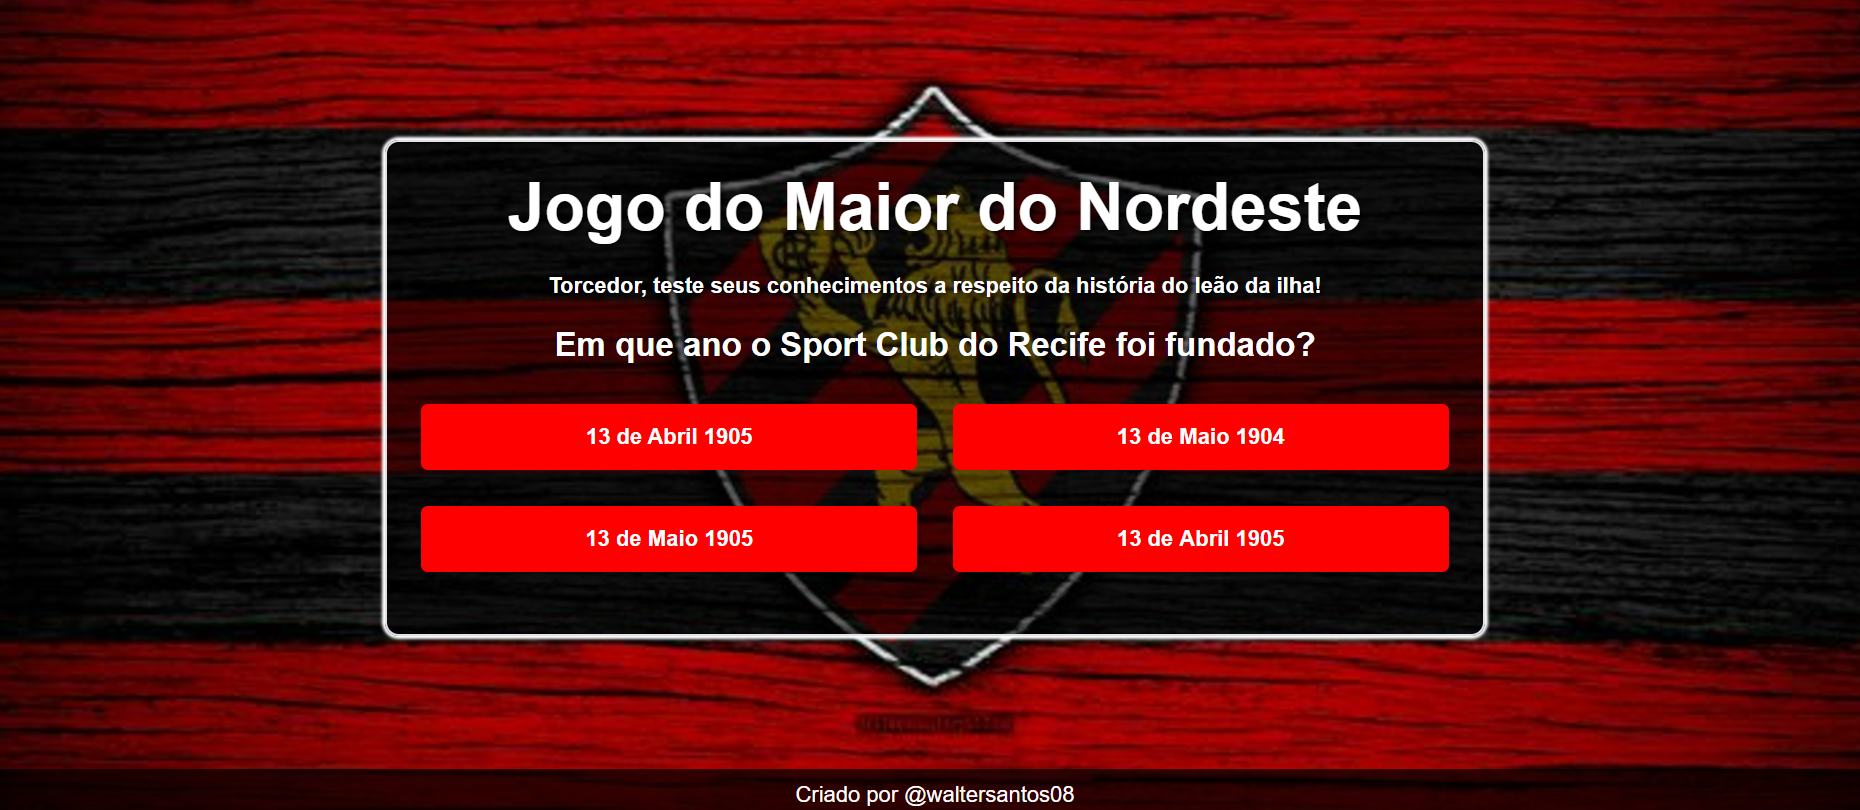 Jogo do Maior do Nordeste
Torcedor, teste seus conhecimentos a respeito da história do leão da ilha!
Em que ano o Sport Club do Recife foi fundado?
13 de Abril 1905
13 de Maio 1904
13 de Maio 1905
13 de Abril 1905
Criado por @waltersantos08